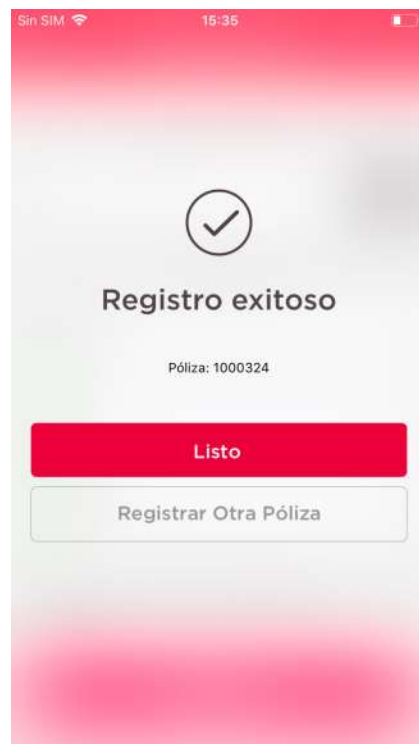 Sin SIM 15:35
Registro exitoso
Póliza: 1000324
Listo
Registrar Otra Póliza